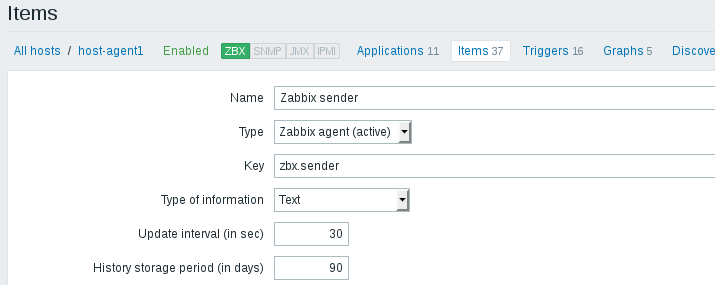 Items
All hosts / host-agent1 Enabled ZBX SNMP JMX IPMI Applications 11 Items 37 Triggers 16 Graphs 5 Discove
Name Zabbix sender
Type Zabbix agent (active)
Key zbx.sender
Type of information Text
Update interval (in sec) 30
History storage period (in days) 90